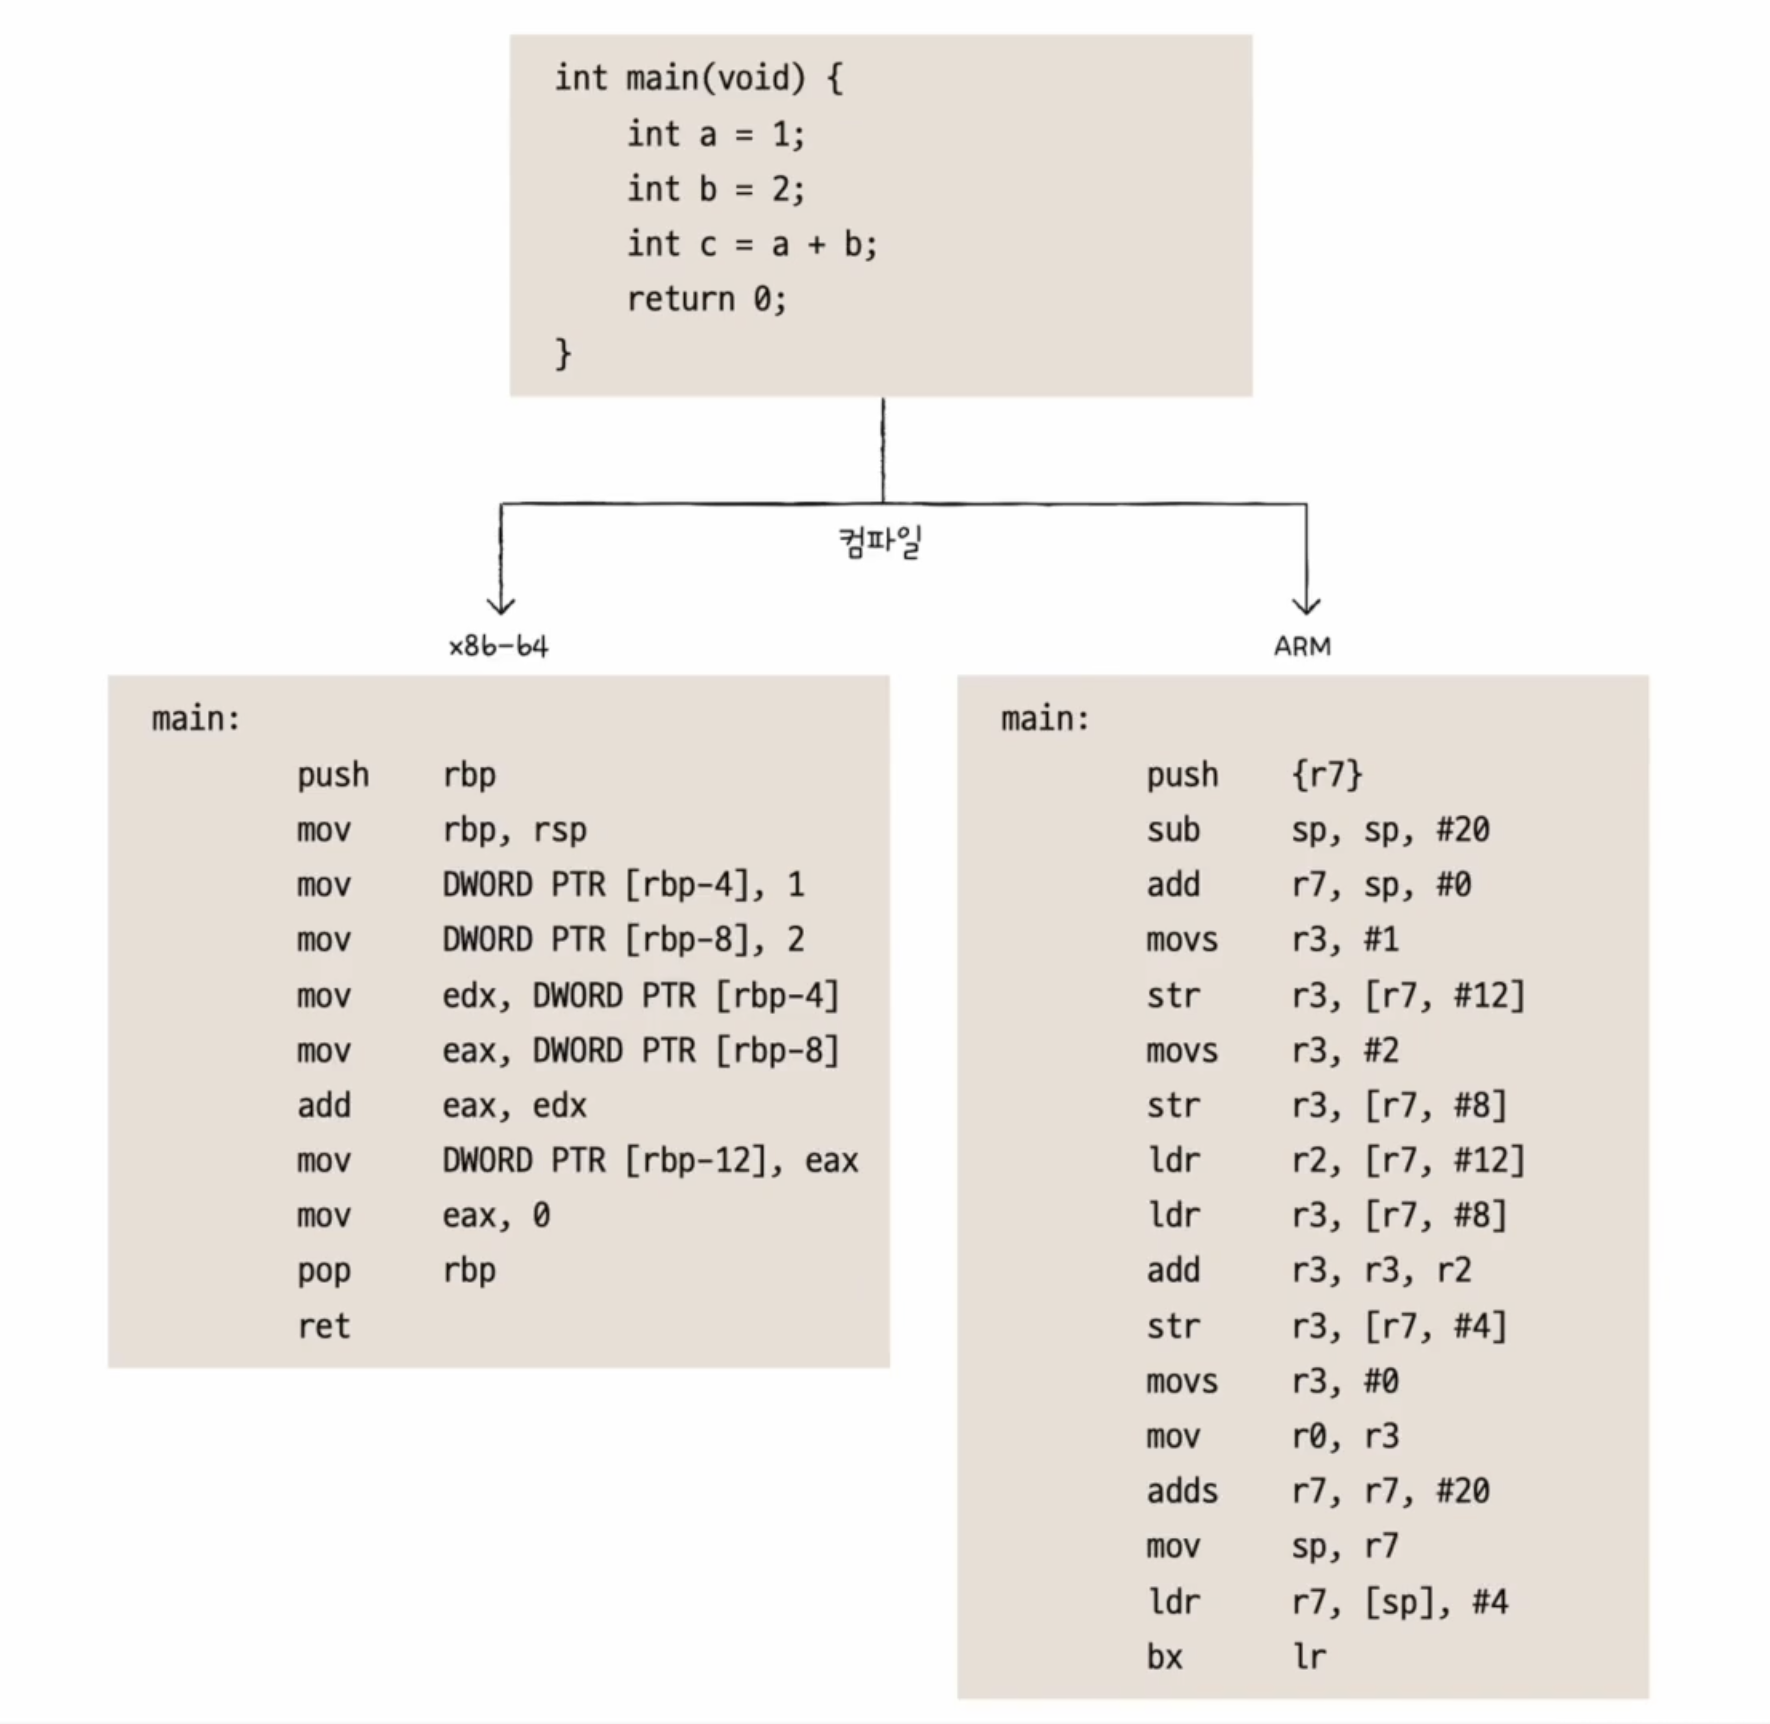 int main(void) {
    int a = 1;
    int b = 2;
    int c = a + b;
    return 0;
}
컴파일
x86-64
main:
        push    rbp
        mov     rbp, rsp
        mov     DWORD PTR [rbp-4], 1
        mov     DWORD PTR [rbp-8], 2
        mov     edx, DWORD PTR [rbp-4]
        mov     eax, DWORD PTR [rbp-8]
        add     eax, edx
        mov     DWORD PTR [rbp-12], eax
        mov     eax, 0
        pop     rbp
        ret
ARM
main:
        push    {r7}
        sub     sp, sp, #20
        add     r7, sp, #0
        movs    r3, #1
        str     r3, [r7, #12]
        movs    r3, #2
        str     r3, [r7, #8]
        ldr     r2, [r7, #12]
        ldr     r3, [r7, #8]
        add     r3, r3, r2
        str     r3, [r7, #4]
        movs    r3, #0
        mov     r0, r3
        adds    r7, r7, #20
        mov     sp, r7
        ldr     r7, [sp], #4
        bx      lr